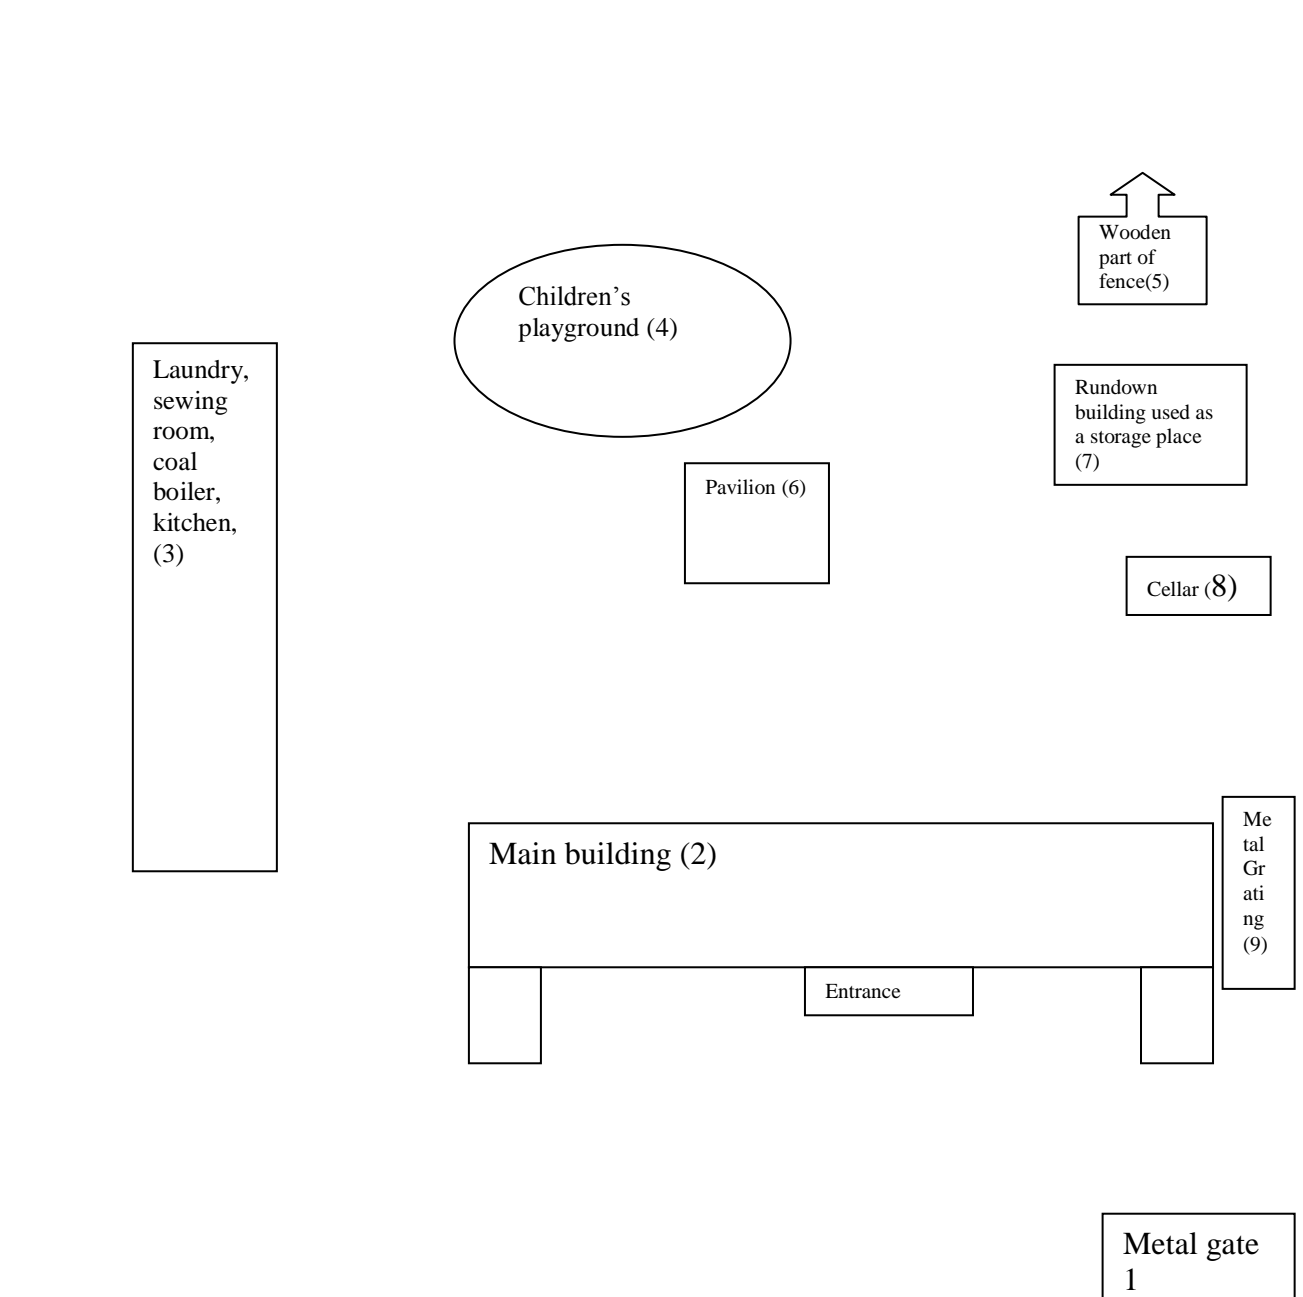 Wooden
part of
fence(5)
Children's
playground (4)
Laundry,
sewing
room,
coal
boiler,
kitchen,
(3)
Rundown
building used as
a storage place
(7)
Pavilion (6)
Cellar (8)
Main building (2)
Me
tal
Gr
ati
ng
(9)
Entrance
Metal gate
1